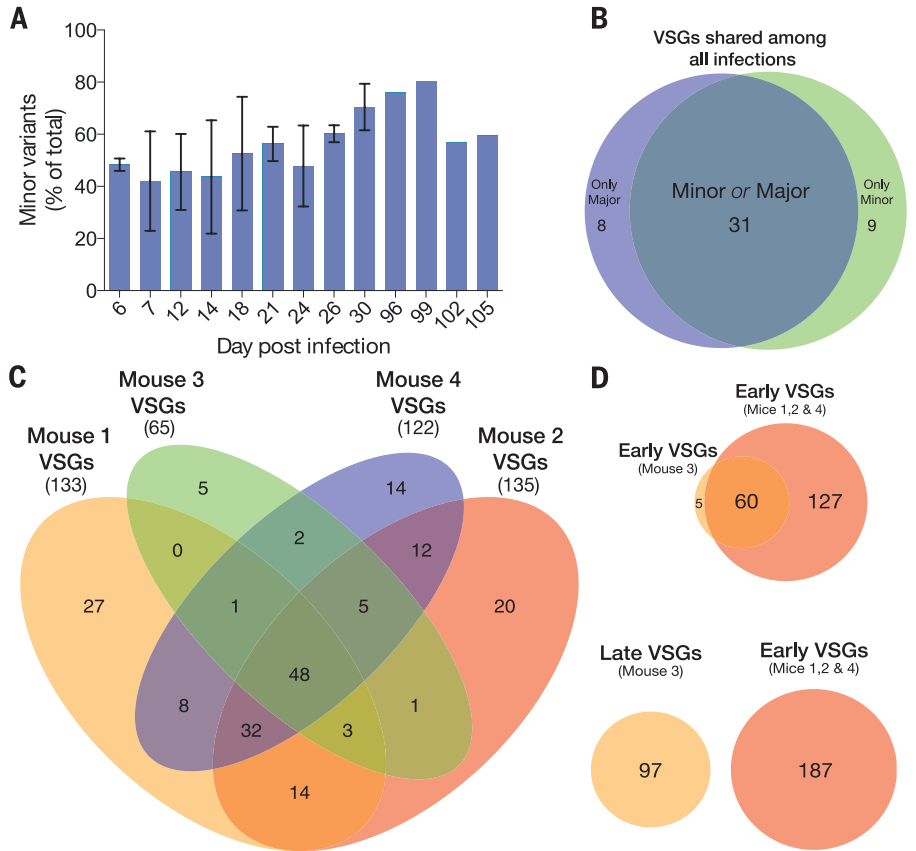 A
Minor variants
(% of total)
100
80
60
40
20
0
6
7
12
14
18
21
24
26
30
96
99
102
105
Day post infection
B
VSGs shared among
all infections
Only
Major
8
Minor or Major
31
Only
Minor
9
C
Mouse 1
VSGs
(133)
Mouse 3
VSGs
(65)
Mouse 4
VSGs
(122)
Mouse 2
VSGs
(135)
5
14
0
2
12
27
1
5
20
48
8
32
3
1
14
D
Early VSGs
(Mice 1,2 & 4)
Early VSGs
(Mouse 3)
5
60
127
Late VSGs
(Mouse 3)
Early VSGs
(Mice 1,2 & 4)
97
187